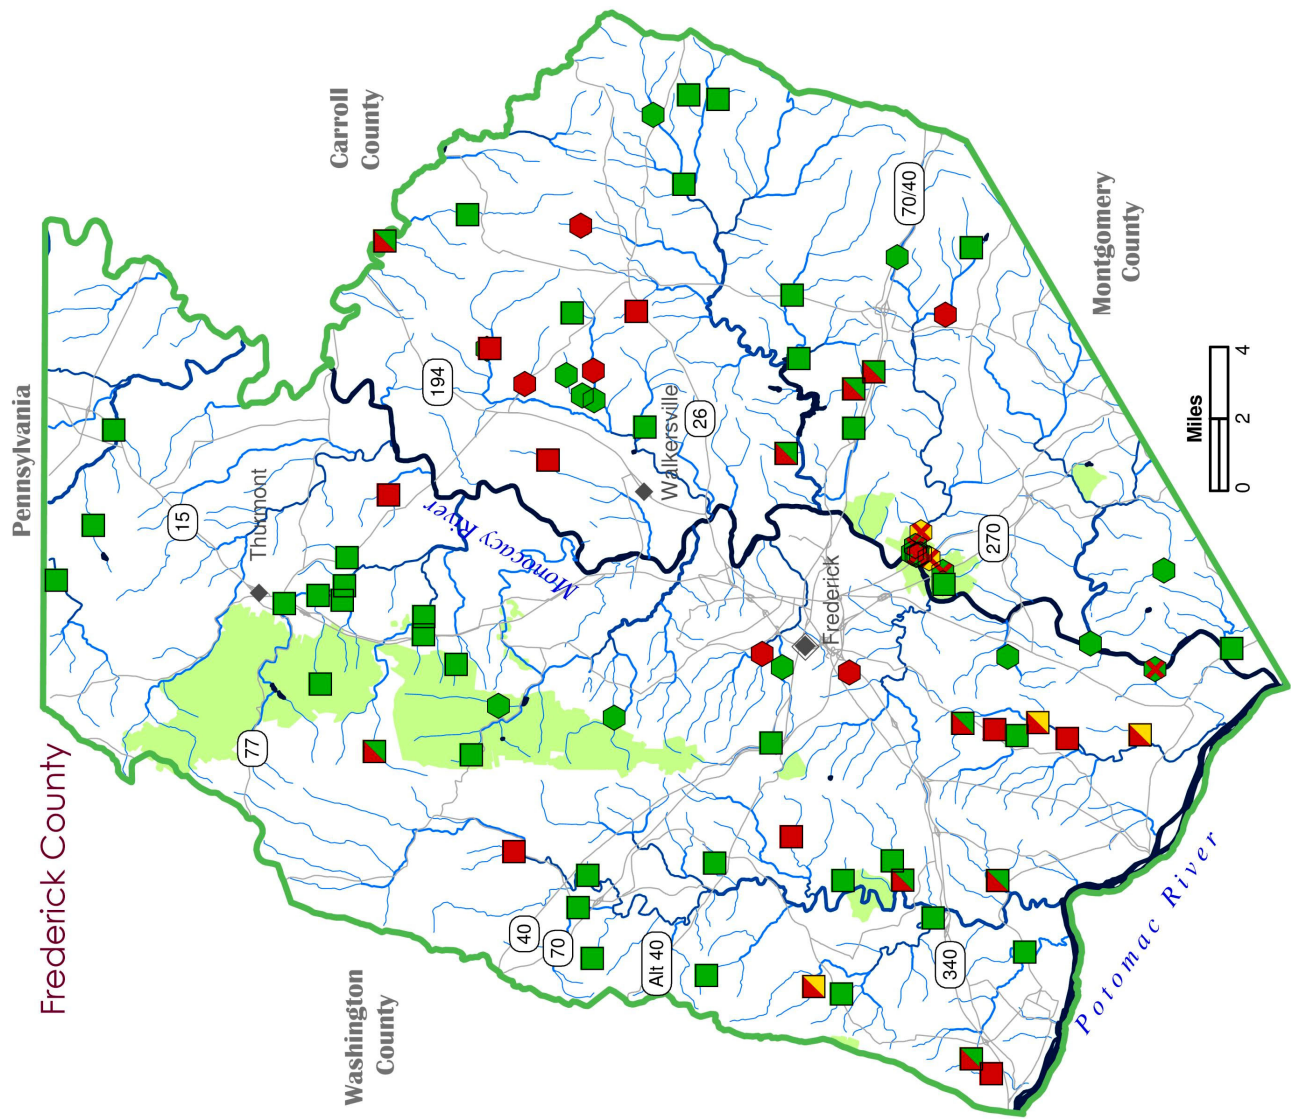 Frederick County
Pennsylvania
Carroll
County
Washington
County
Montgomery
County
Thurmont
Walkersville
Frederick
Monocacy River
Potomac River
15
77
194
26
70/40
270
40
70
Alt 40
340
Miles
0 2 4